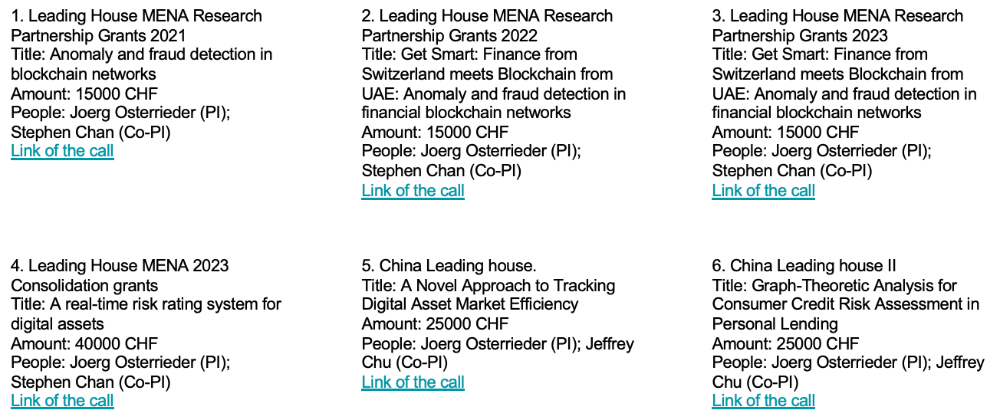 1. Leading House MENA Research
Partnership Grants 2021
Title: Anomaly and fraud detection in
blockchain networks
Amount: 15000 CHF
People: Joerg Osterrieder (PI);
Stephen Chan (Co-PI)
Link of the call
2. Leading House MENA Research
Partnership Grants 2022
Title: Get Smart: Finance from
Switzerland meets Blockchain from
UAE: Anomaly and fraud detection in
financial blockchain networks
Amount: 15000 CHF
People: Joerg Osterrieder (PI);
Stephen Chan (Co-PI)
Link of the call
3. Leading House MENA Research
Partnership Grants 2023
Title: Get Smart: Finance from
Switzerland meets Blockchain from
UAE: Anomaly and fraud detection in
financial blockchain networks
Amount: 15000 CHF
People: Joerg Osterrieder (PI);
Stephen Chan (Co-PI)
Link of the call
4. Leading House MENA 2023
Consolidation grants
Title: A real-time risk rating system for
digital assets
Amount: 40000 CHF
People: Joerg Osterrieder (PI);
Stephen Chan (Co-PI)
Link of the call
5. China Leading house.
Title: A Novel Approach to Tracking
Digital Asset Market Efficiency
Amount: 25000 CHF
People: Joerg Osterrieder (PI); Jeffrey
Chu (Co-PI)
Link of the call
6. China Leading house II
Title: Graph-Theoretic Analysis for
Consumer Credit Risk Assessment in
Personal Lending
Amount: 25000 CHF
People: Joerg Osterrieder (PI); Jeffrey
Chu (Co-PI)
Link of the call